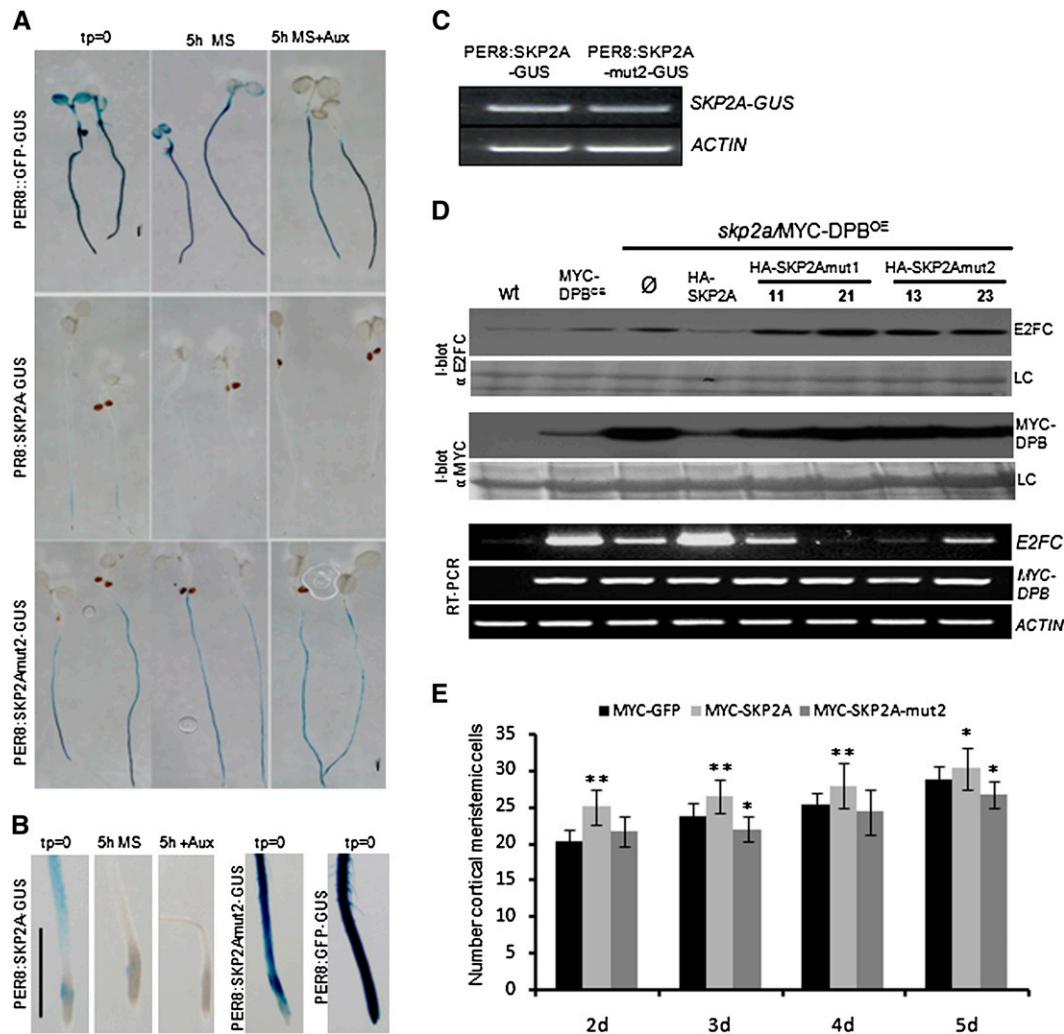 A
tp=0 5h MS 5h MS+Aux
PER8::GFP-GUS
PR8:SKP2A-GUS
PER8:SKP2Amut2-GUS
B
tp=0 5h MS 5h +Aux tp=0 tp=0
PER8:SKP2A-GUS
PER8:SKP2Amut2-GUS
PER8:GFP-GUS
C
PER8:SKP2A
-GUS
PER8:SKP2A
-mut2-GUS
SKP2A-GUS
ACTIN
D
skp2a/MYC-DPBOE
wt
MYC-
DPBOE
Ø
HA-
SKP2A
HA-SKP2Amut1
11 21
HA-SKP2Amut2
13 23
I-blot
α E2FC
E2FC
LC
I-blot
α MYC
MYC-
DPB
LC
RT-PCR
E2FC
MYC-
DPB
ACTIN
E
MYC-GFP MYC-SKP2A MYC-SKP2A-mut2
Number cortical meristemic cells
35
30
25
20
15
10
5
0
** ** * ** * *
2d 3d 4d 5d